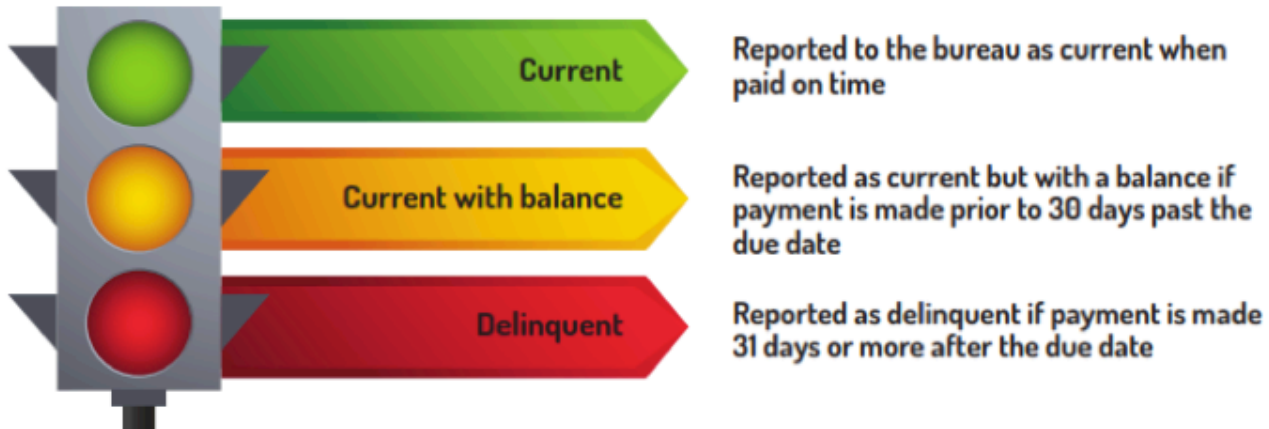 Current
Reported to the bureau as current when
paid on time
Current with balance
Reported as current but with a balance if
payment is made prior to 30 days past the
due date
Delinquent
Reported as delinquent if payment is made
31 days or more after the due date